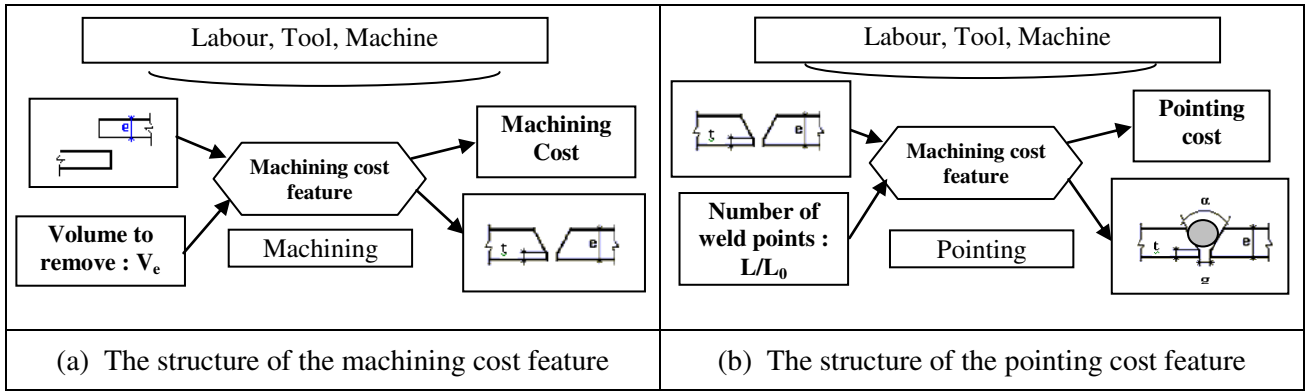 Labour, Tool, Machine
e
Machining cost
feature
Machining
Cost
Volume to
remove : Vₑ
Machining
t
e
(a) The structure of the machining cost feature
Labour, Tool, Machine
t
e
Machining cost
feature
Pointing
cost
Number of
weld points :
L/L₀
Pointing
α
t
e
g
(b) The structure of the pointing cost feature